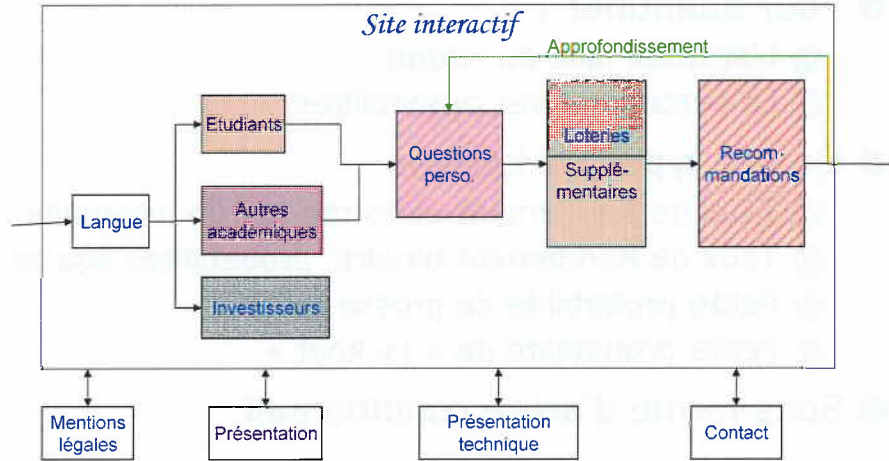 Site interactif
Approfondissement
Etudiants
Langue
Autres
académiques
Investisseurs
Questions
perso.
Loteries
Supplé-
mentaires
Recom-
mandations
Mentions
légales
Présentation
Présentation
technique
Contact